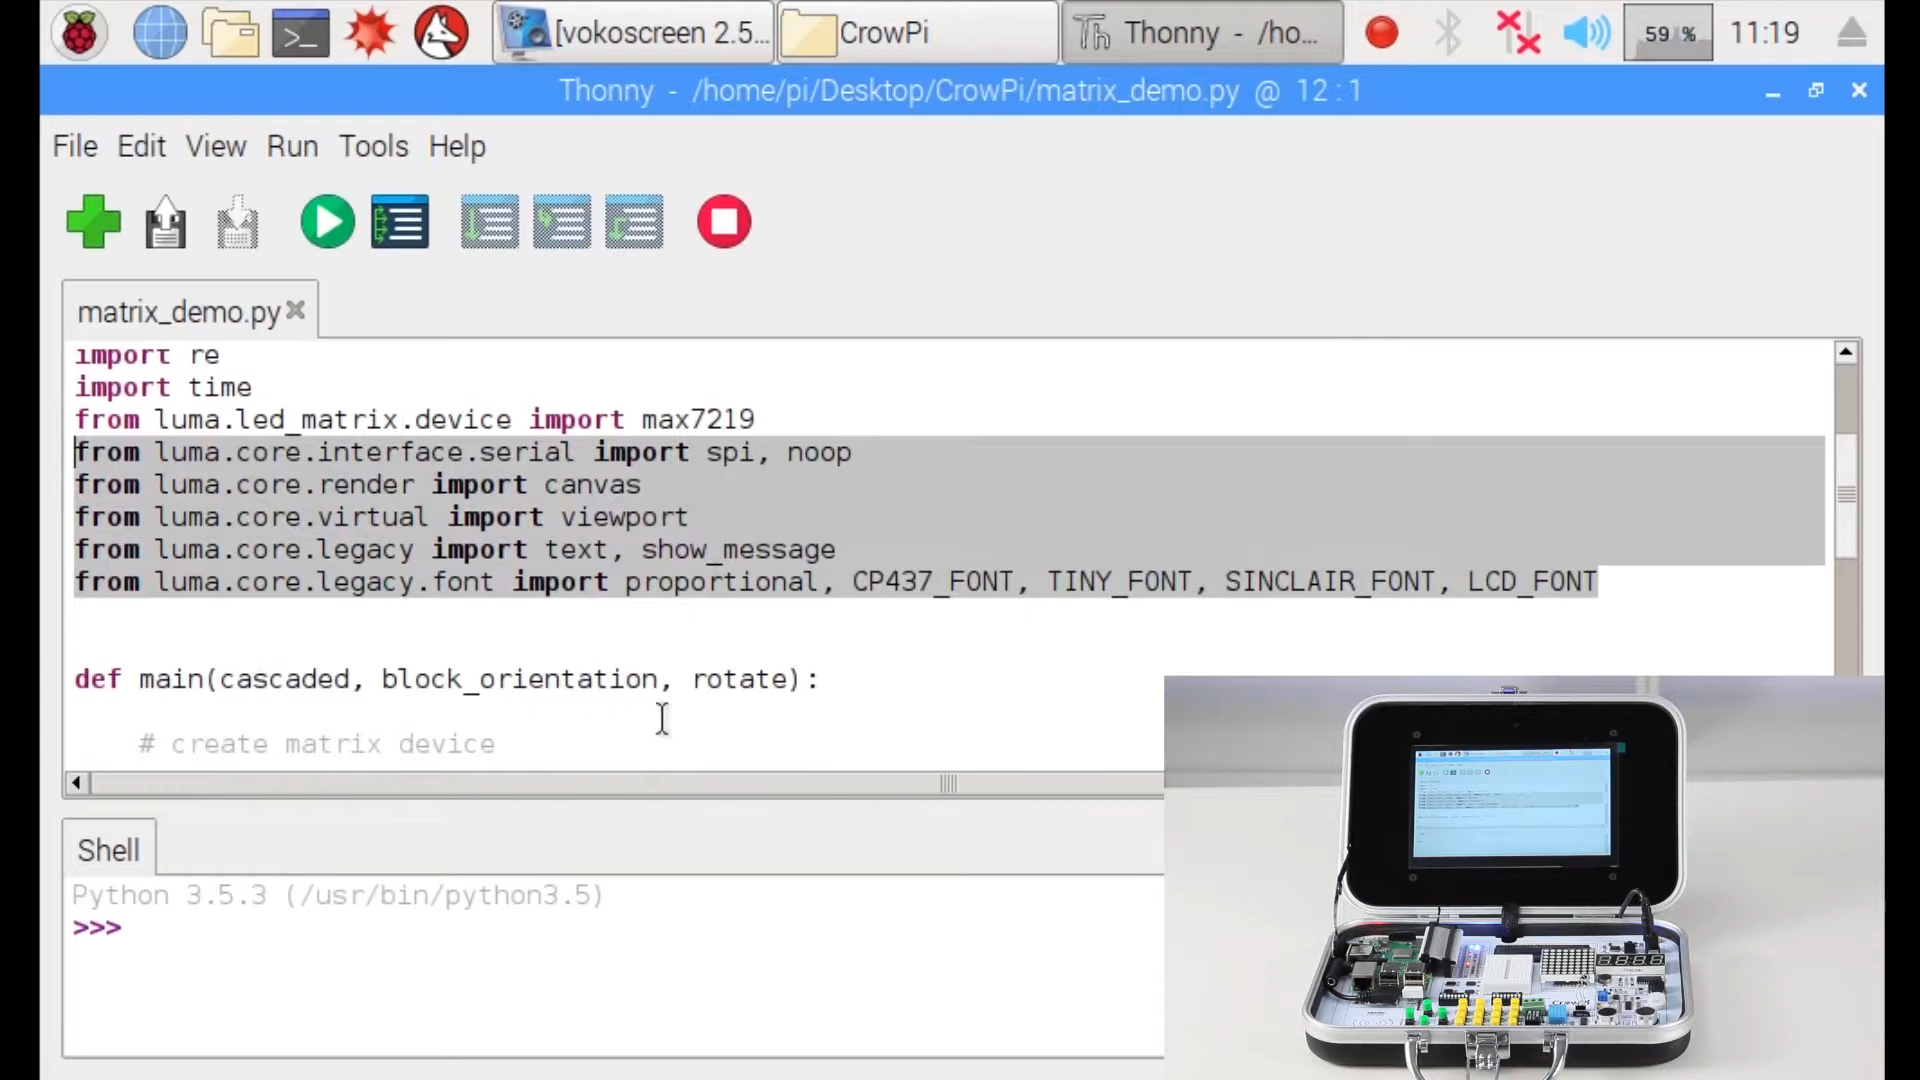 [vokoscreen 2.5...
CrowPi
Thonny - /ho...
59 %
11:19
Thonny - /home/pi/Desktop/CrowPi/matrix_demo.py @ 12 : 1
File Edit View Run Tools Help
matrix_demo.py
import re
import time
from luma.led_matrix.device import max7219
from luma.core.interface.serial import spi, noop
from luma.core.render import canvas
from luma.core.virtual import viewport
from luma.core.legacy import text, show_message
from luma.core.legacy.font import proportional, CP437_FONT, TINY_FONT, SINCLAIR_FONT, LCD_FONT
def main(cascaded, block_orientation, rotate):
# create matrix device
Shell
Python 3.5.3 (/usr/bin/python3.5)
>>>